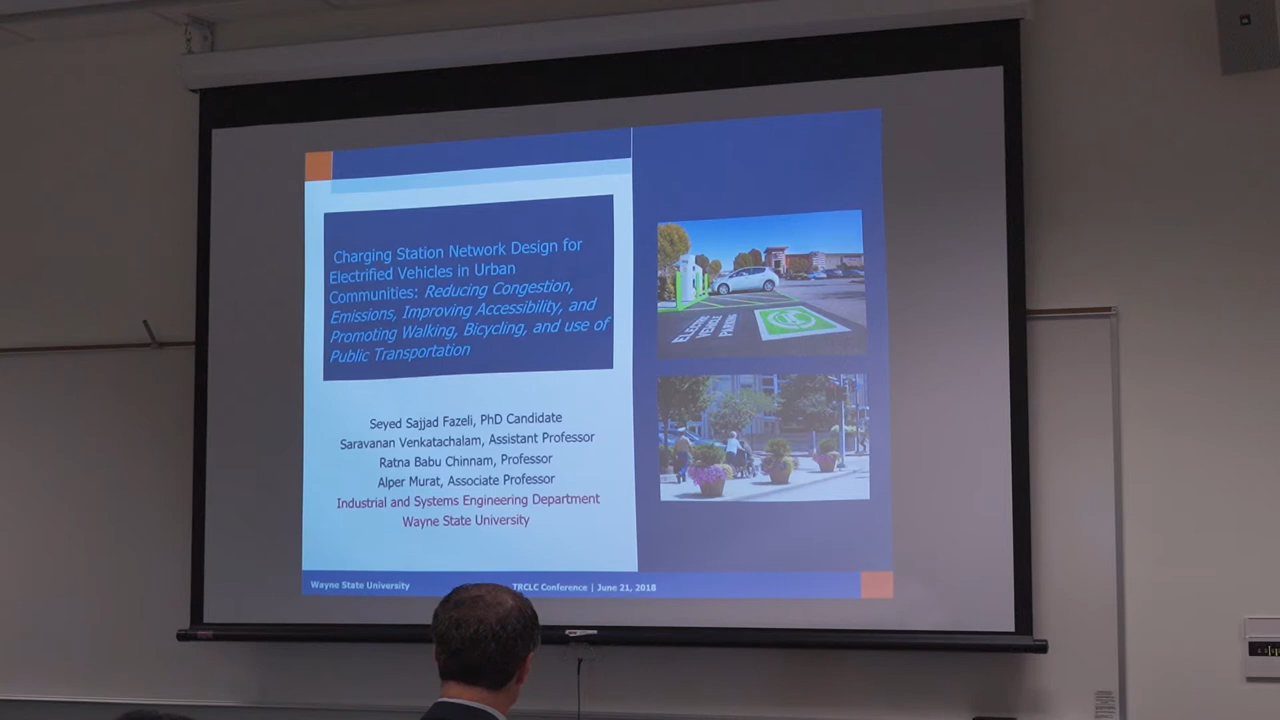 Charging Station Network Design for
Electrified Vehicles in Urban
Communities: Reducing Congestion,
Emissions, Improving Accessibility, and
Promoting Walking, Bicycling, and use of
Public Transportation
Seyed Sajjad Fazeli, PhD Candidate
Saravanan Venkatachalam, Assistant Professor
Ratna Babu Chinnam, Professor
Alper Murat, Associate Professor
Industrial and Systems Engineering Department
Wayne State University
ELECTRIC
VEHICLE
PARKING
Wayne State University
TRCLC Conference | June 21, 2018